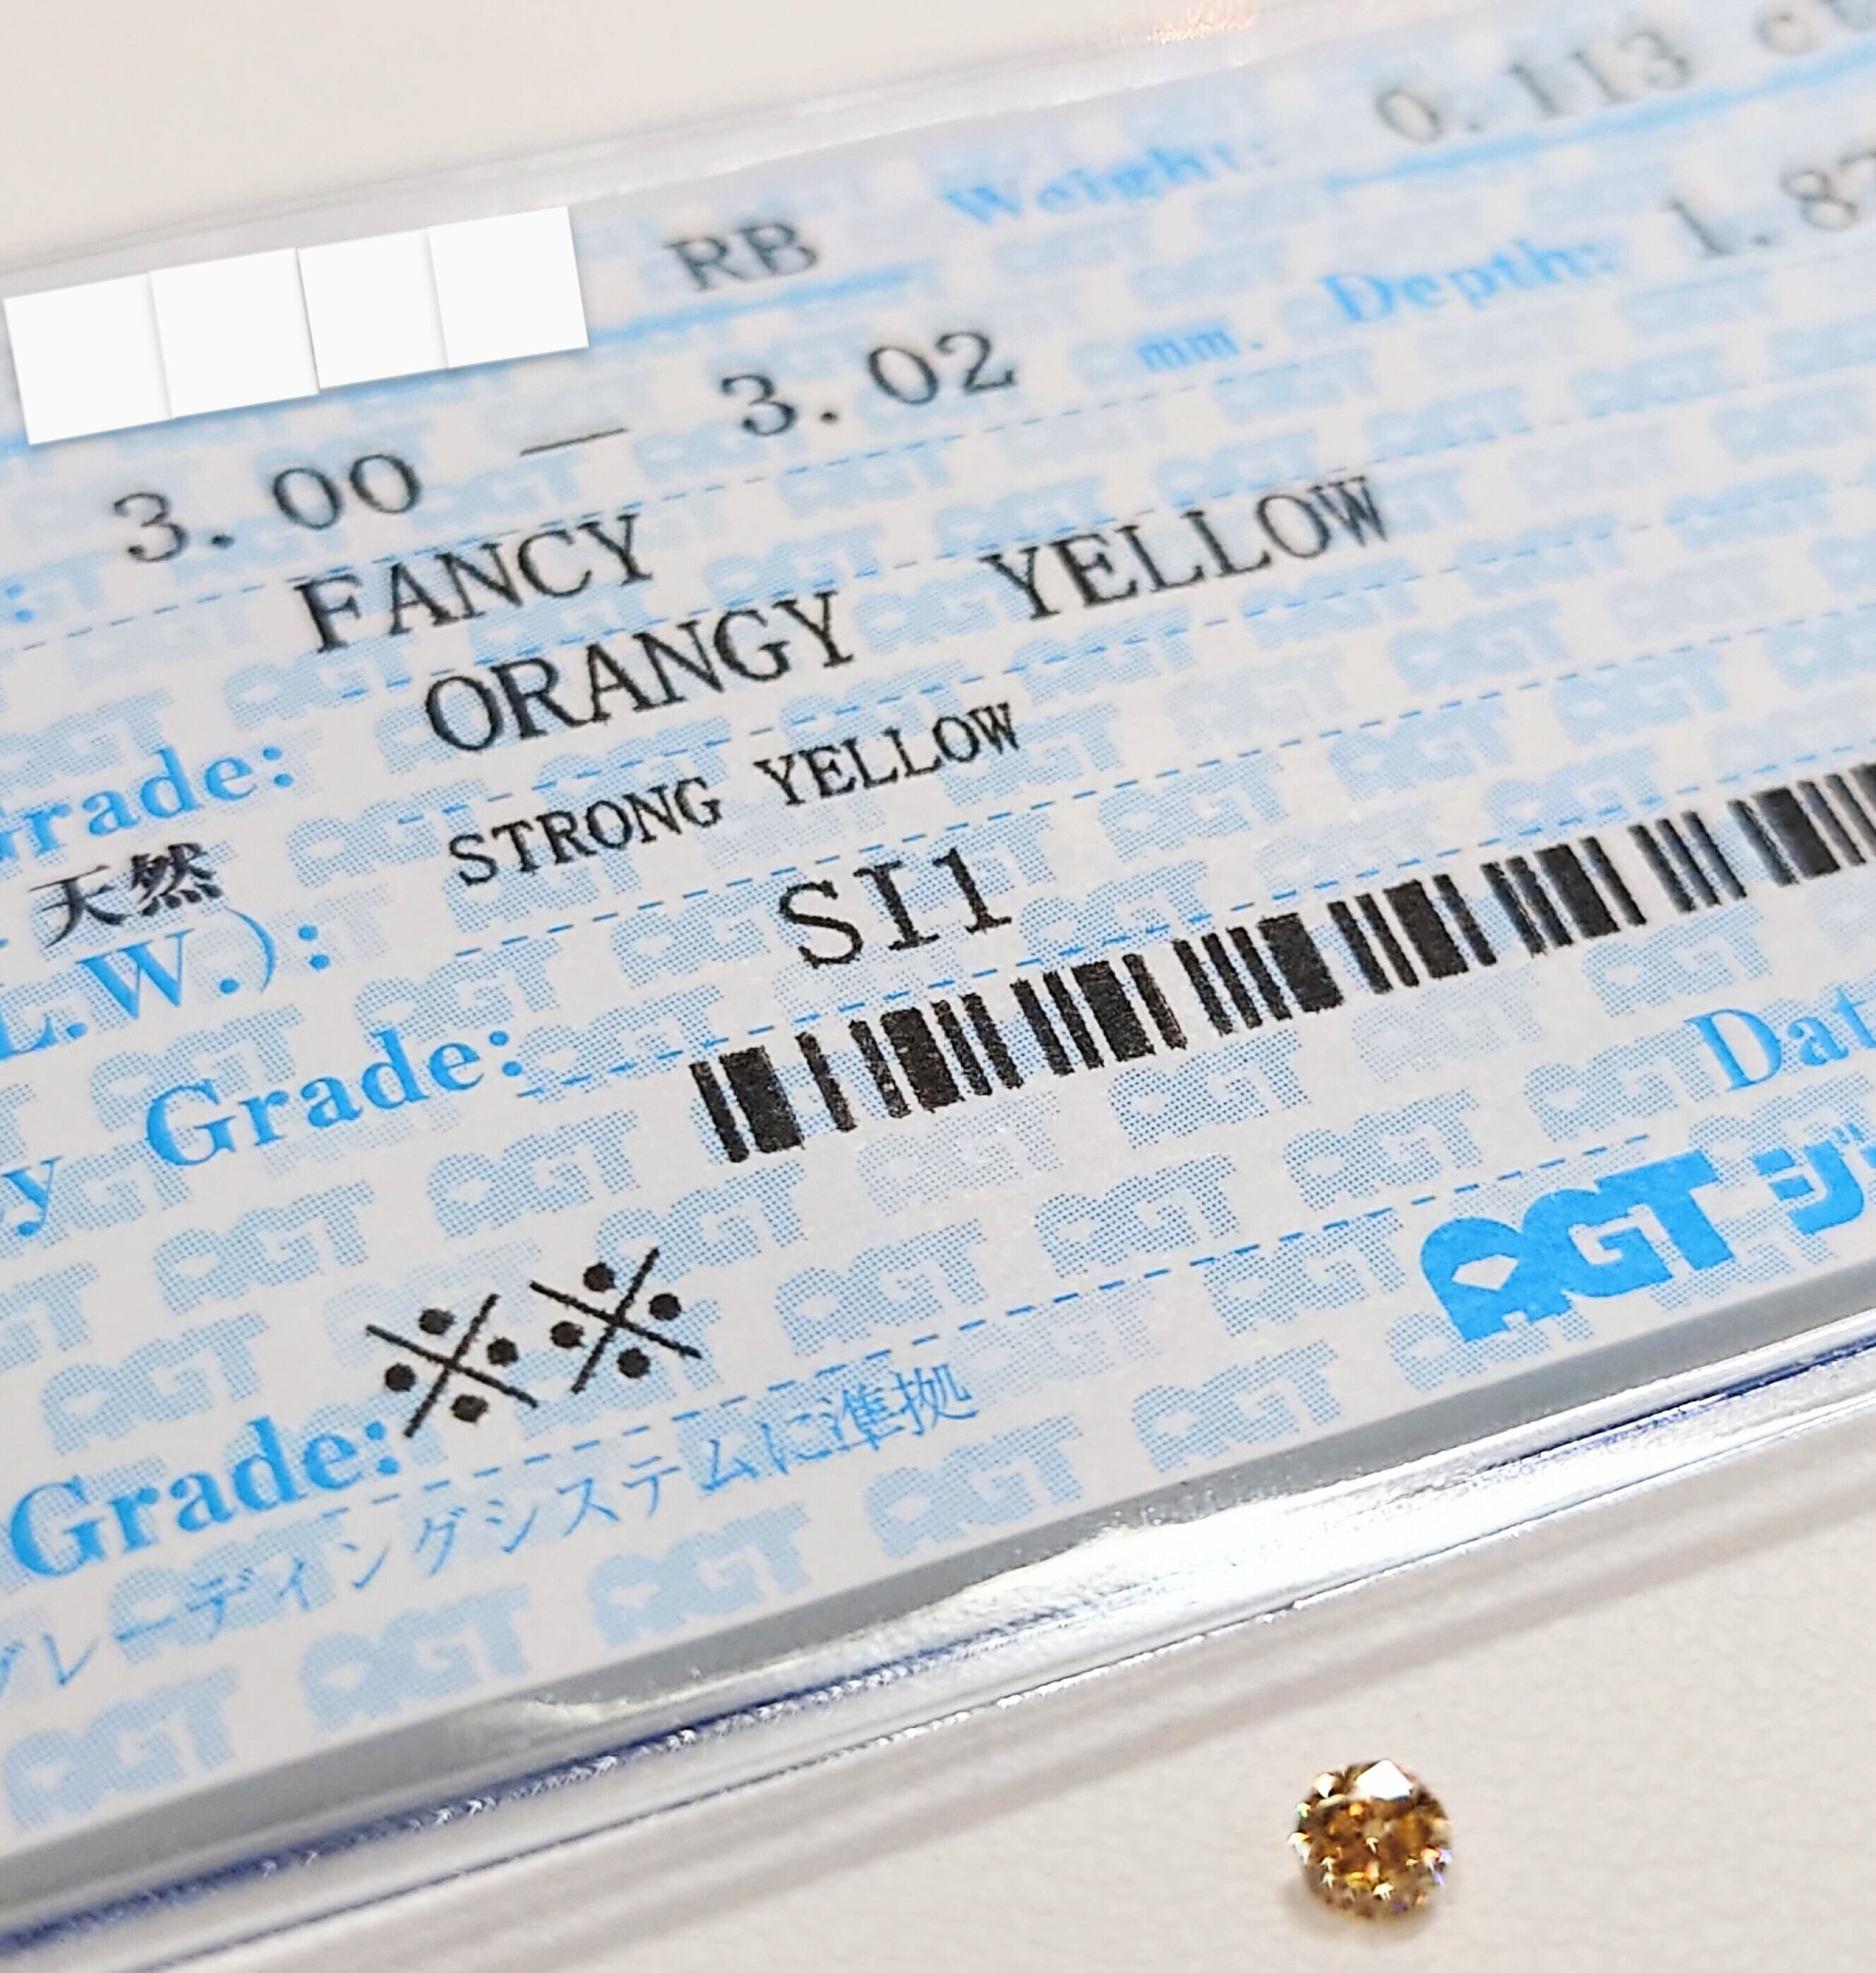 RB Weight: 0.113 ct
3.00 — 3.02 mm. Depth: 1.87
FANCY
Grade: ORANGY YELLOW
天然 STRONG YELLOW
L.W.):
y Grade: SI1
Dat
Grade:※※
グレーディングシステムに準拠
AGT ジ